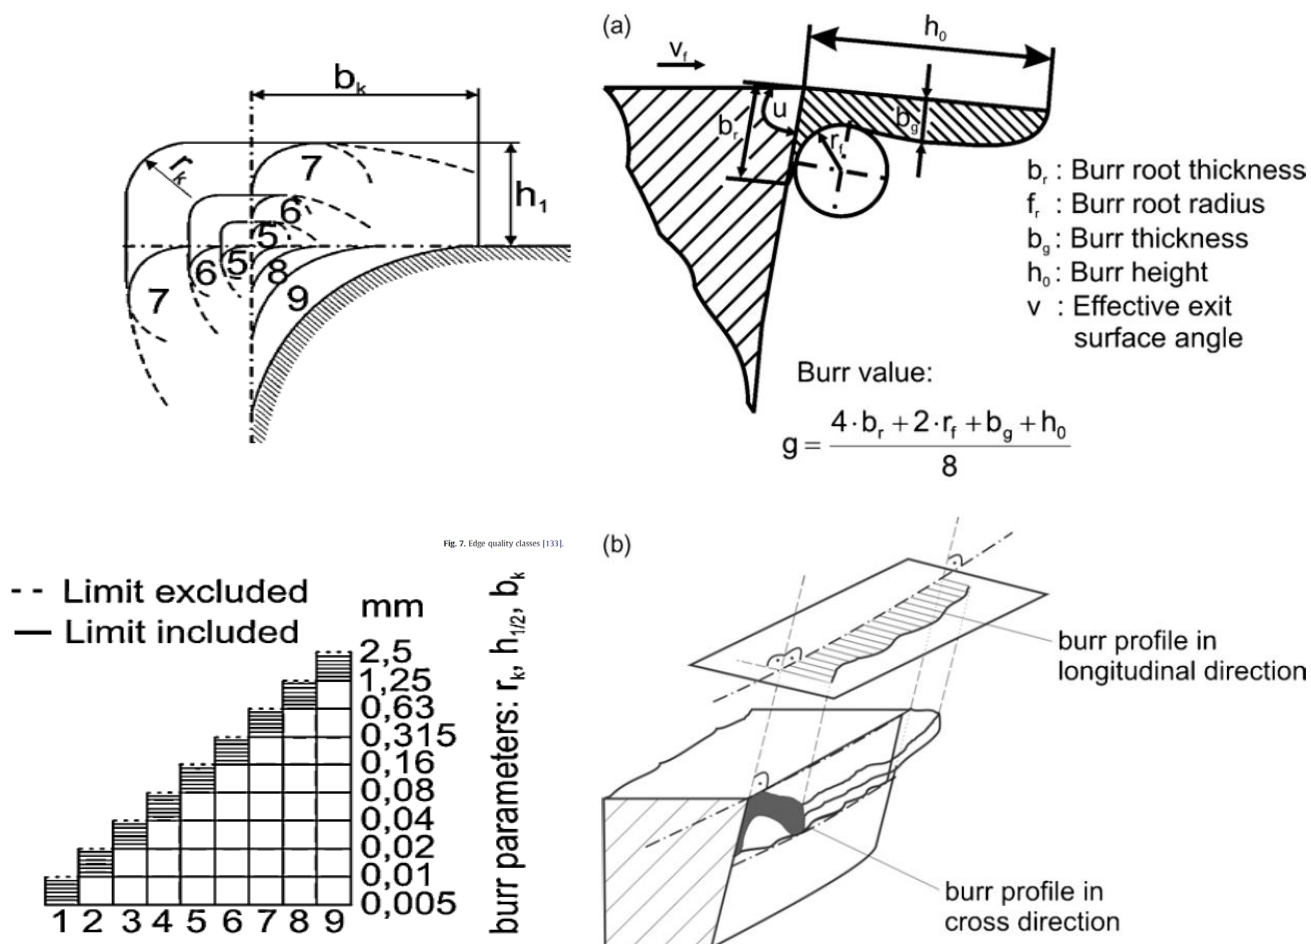 b_k
r_k
h_1
7
6
5
5
6
7
8
9
(a)
v_f
h_0
u
b_r
r_f
b_g
b_r : Burr root thickness
f_r : Burr root radius
b_g : Burr thickness
h_0 : Burr height
v : Effective exit
surface angle
Burr value:
g = (4·b_r + 2·r_f + b_g + h_0) / 8
Fig. 7. Edge quality classes [133].
-- Limit excluded
— Limit included
mm
2,5
1,25
0,63
0,315
0,16
0,08
0,04
0,02
0,01
0,005
1 2 3 4 5 6 7 8 9
burr parameters: r_k, h_1/2, b_k
(b)
burr profile in
longitudinal direction
burr profile in
cross direction